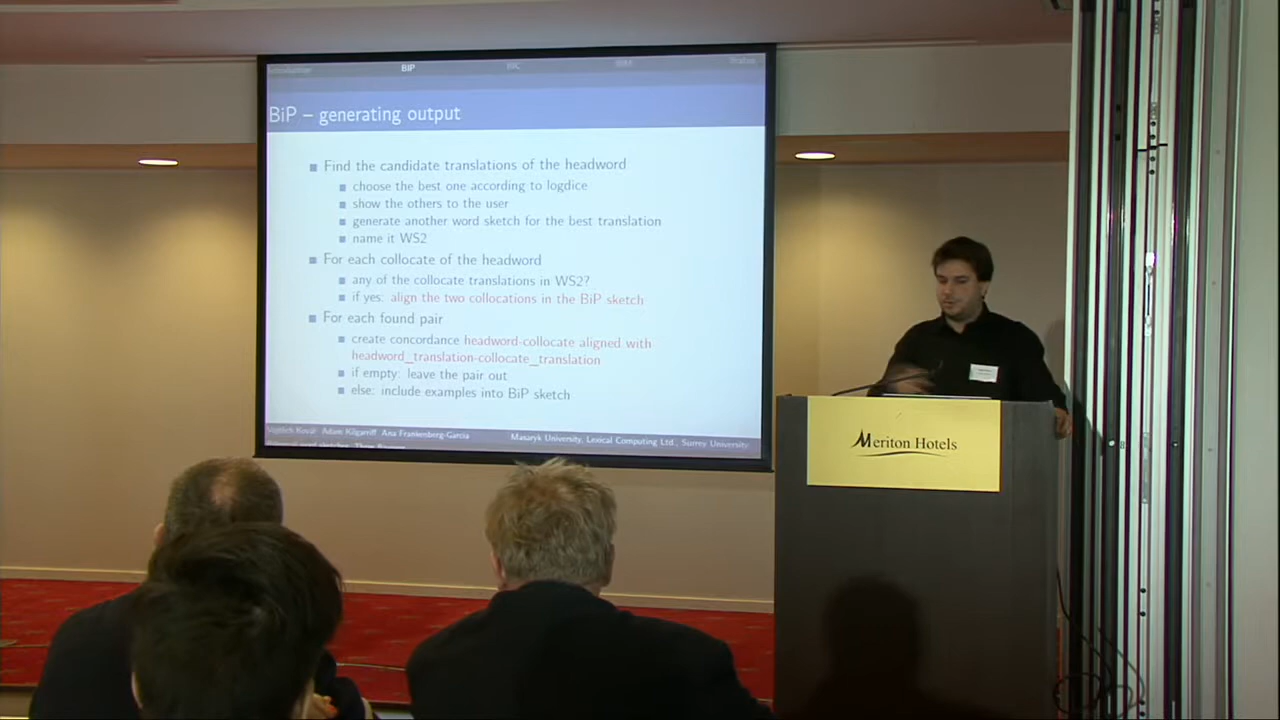 BiP
BiP – generating output
Find the candidate translations of the headword
choose the best one according to logdice
show the others to the user
generate another word sketch for the best translation
name it WS2
For each collocate of the headword
any of the collocate translations in WS2?
if yes: align the two collocations in the BiP sketch
For each found pair
create concordance headword-collocate aligned with
headword_translation-collocate_translation
if empty: leave the pair out
else: include examples into BiP sketch
Adam Kilgarriff Ana Frankenberg-Garcia
Masaryk University, Lexical Computing Ltd., Surrey University
Meriton Hotels